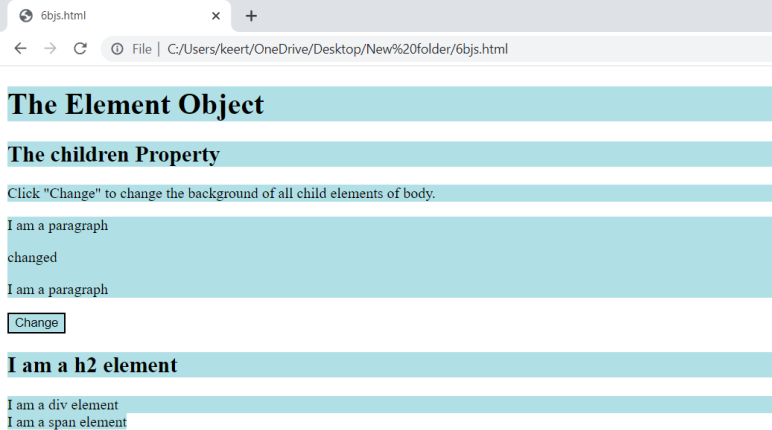 6bjs.html
File | C:/Users/keert/OneDrive/Desktop/New%20folder/6bjs.html
The Element Object
The children Property
Click "Change" to change the background of all child elements of body.
I am a paragraph
changed
I am a paragraph
Change
I am a h2 element
I am a div element
I am a span element